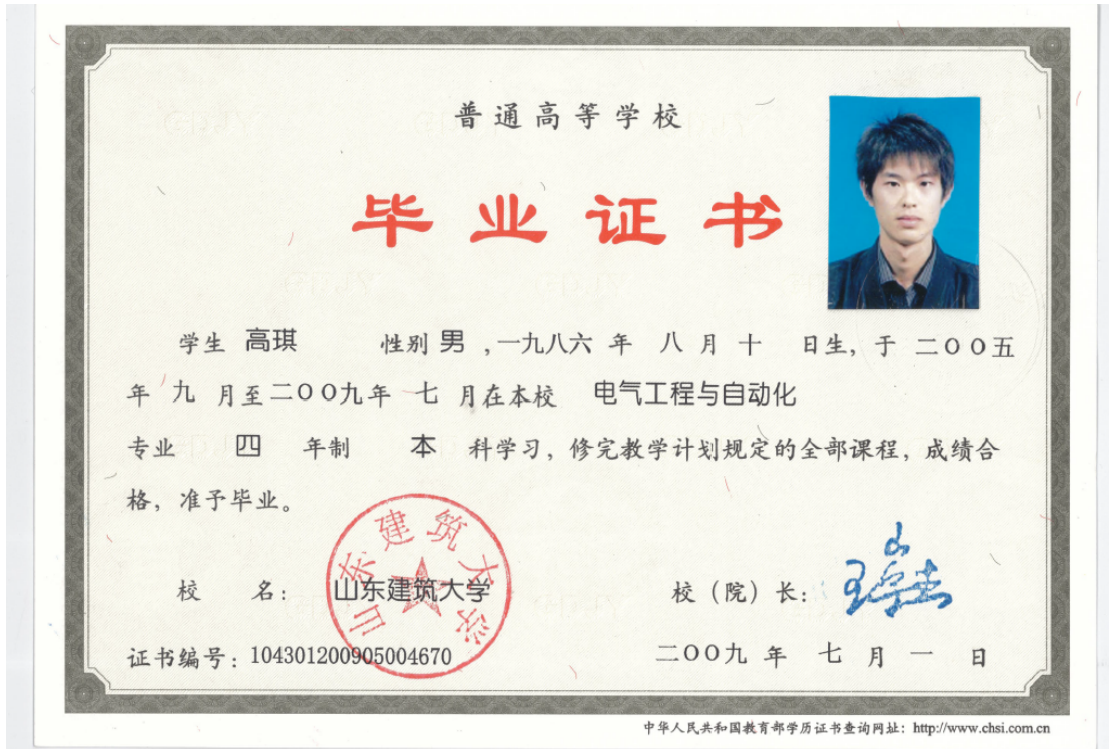 普通高等学校
毕业证书
学生 高琪 性别 男 ,一九八六 年 八 月 十 日生, 于 二〇〇五
年 九 月至二〇〇九年 七 月在本校 电气工程与自动化
专业 四 年制 本 科学习, 修完教学计划规定的全部课程, 成绩合
格, 准予毕业。
山东建筑大学
校 名: 山东建筑大学 校（院）长:
证书编号: 104301200905004670 二〇〇九 年 七 月 一 日
中华人民共和国教育部学历证书查询网址: http://www.chsi.com.cn